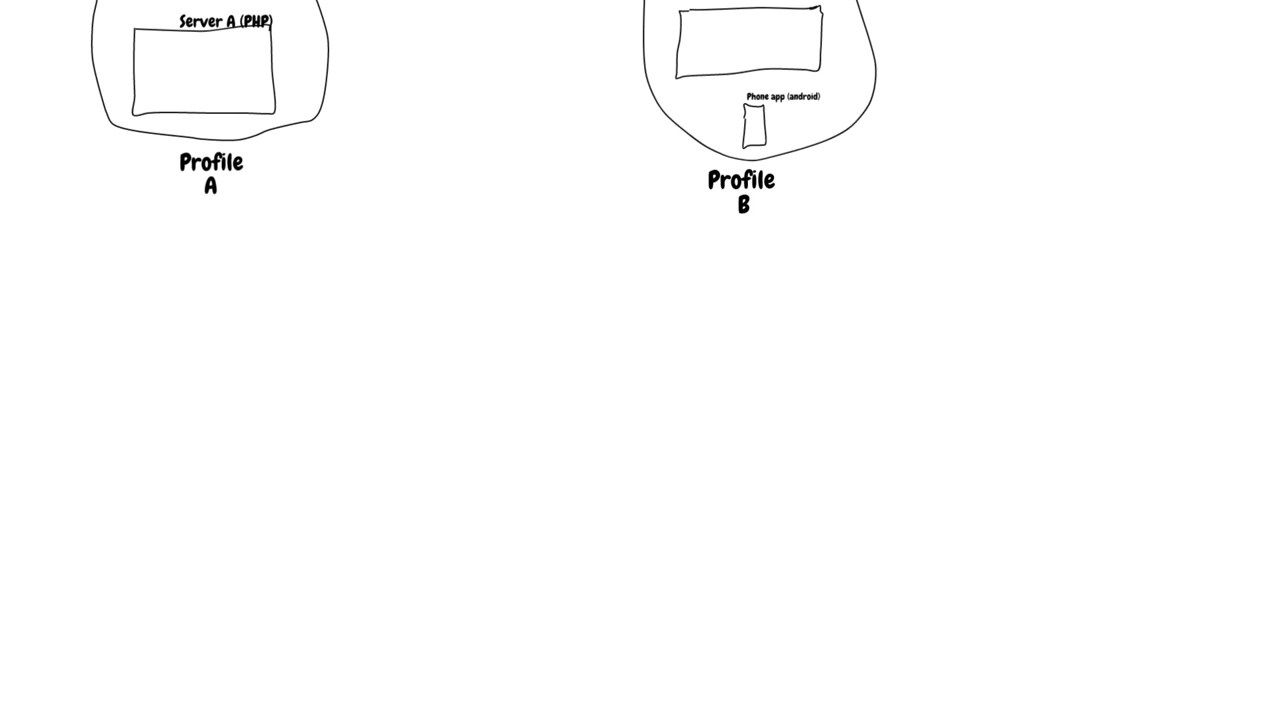 Server A (PHP)
Phone app (android)
Profile
A
Profile
B